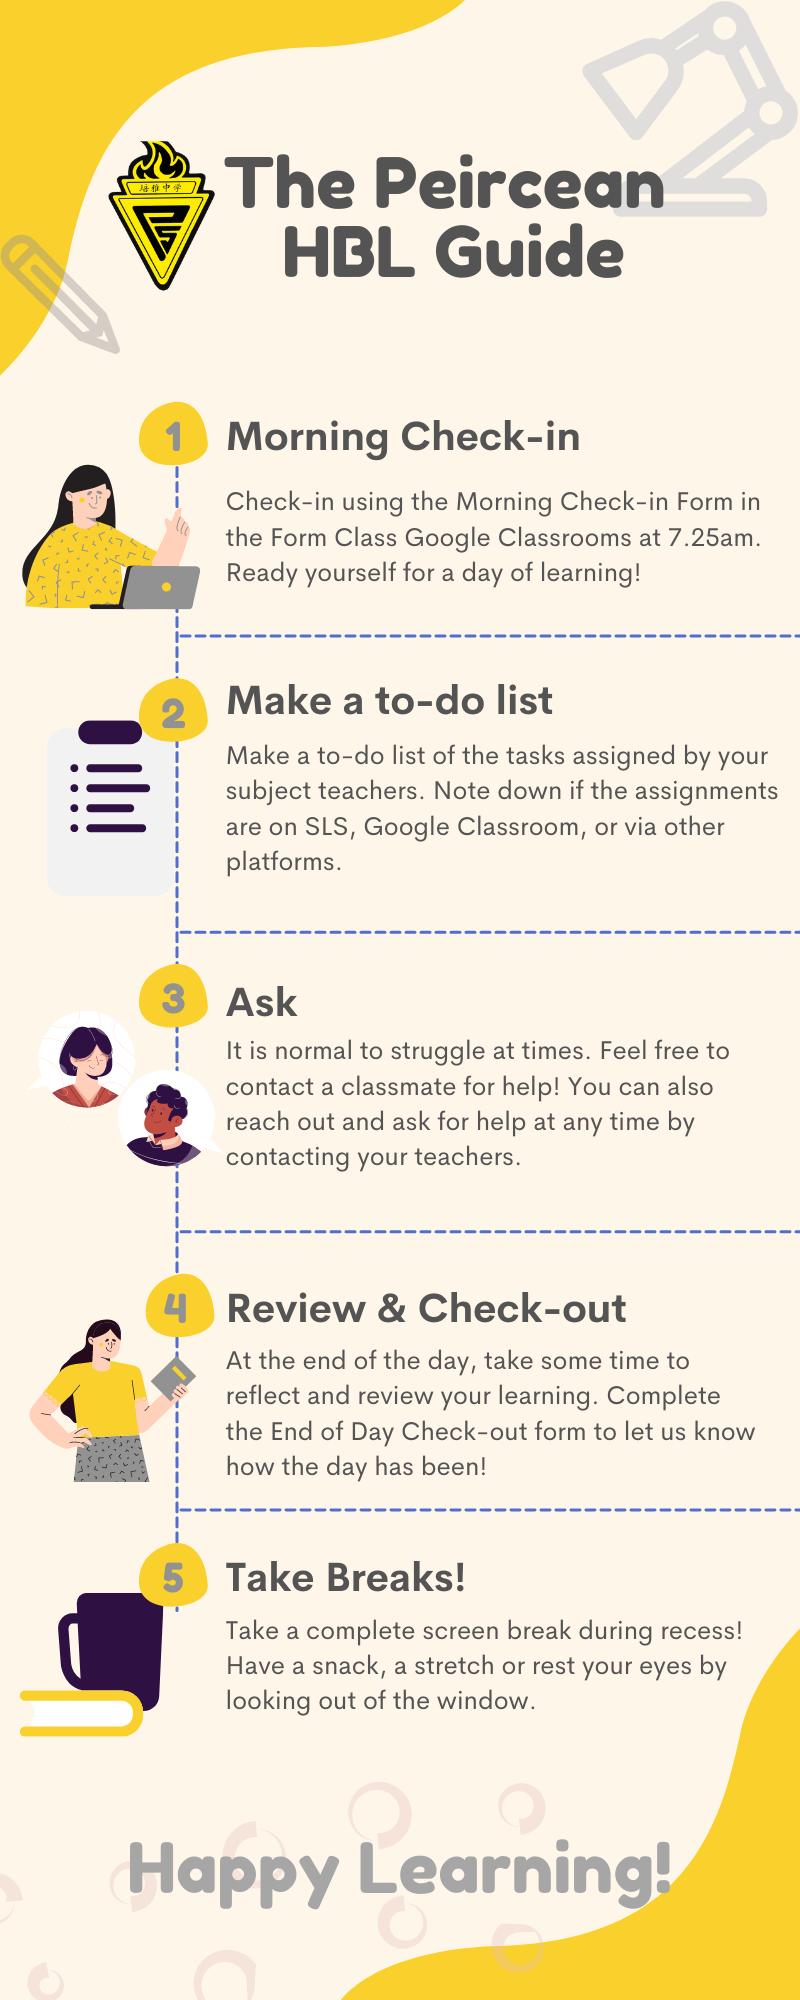 培雅中学
The Peircean
HBL Guide
1
Morning Check-in
Check-in using the Morning Check-in Form in
the Form Class Google Classrooms at 7.25am.
Ready yourself for a day of learning!
2
Make a to-do list
Make a to-do list of the tasks assigned by your
subject teachers. Note down if the assignments
are on SLS, Google Classroom, or via other
platforms.
3
Ask
It is normal to struggle at times. Feel free to
contact a classmate for help! You can also
reach out and ask for help at any time by
contacting your teachers.
4
Review & Check-out
At the end of the day, take some time to
reflect and review your learning. Complete
the End of Day Check-out form to let us know
how the day has been!
5
Take Breaks!
Take a complete screen break during recess!
Have a snack, a stretch or rest your eyes by
looking out of the window.
Happy Learning!